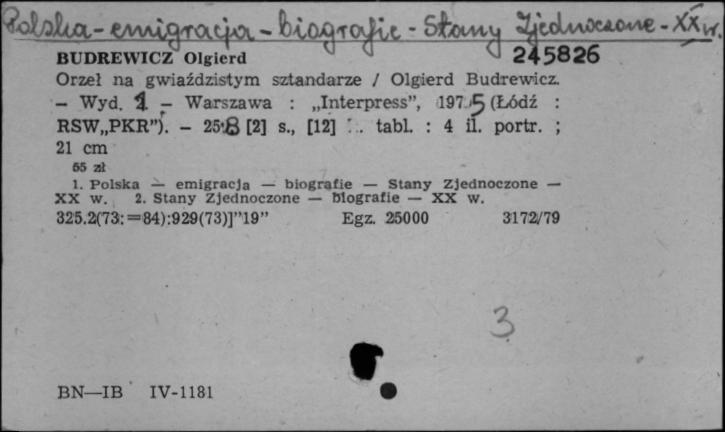 Polska - emigracja - biografie - Stany Zjednoczone - XX w.
BUDREWICZ Olgierd 245826
Orzeł na gwiaździstym sztandarze / Olgierd Budrewicz.
— Wyd. 1 — Warszawa : „Interpress”, 1975 (Łódź :
RSW„PKR”). — 258 [2] s., [12] tabl. : 4 il. portr. ;
21 cm
55 zł
1. Polska — emigracja — biografie — Stany Zjednoczone —
XX w. 2. Stany Zjednoczone — biografie — XX w.
325.2(73:=84):929(73)]”19” Egz. 25000 3172/79
3
BN—IB IV-1181